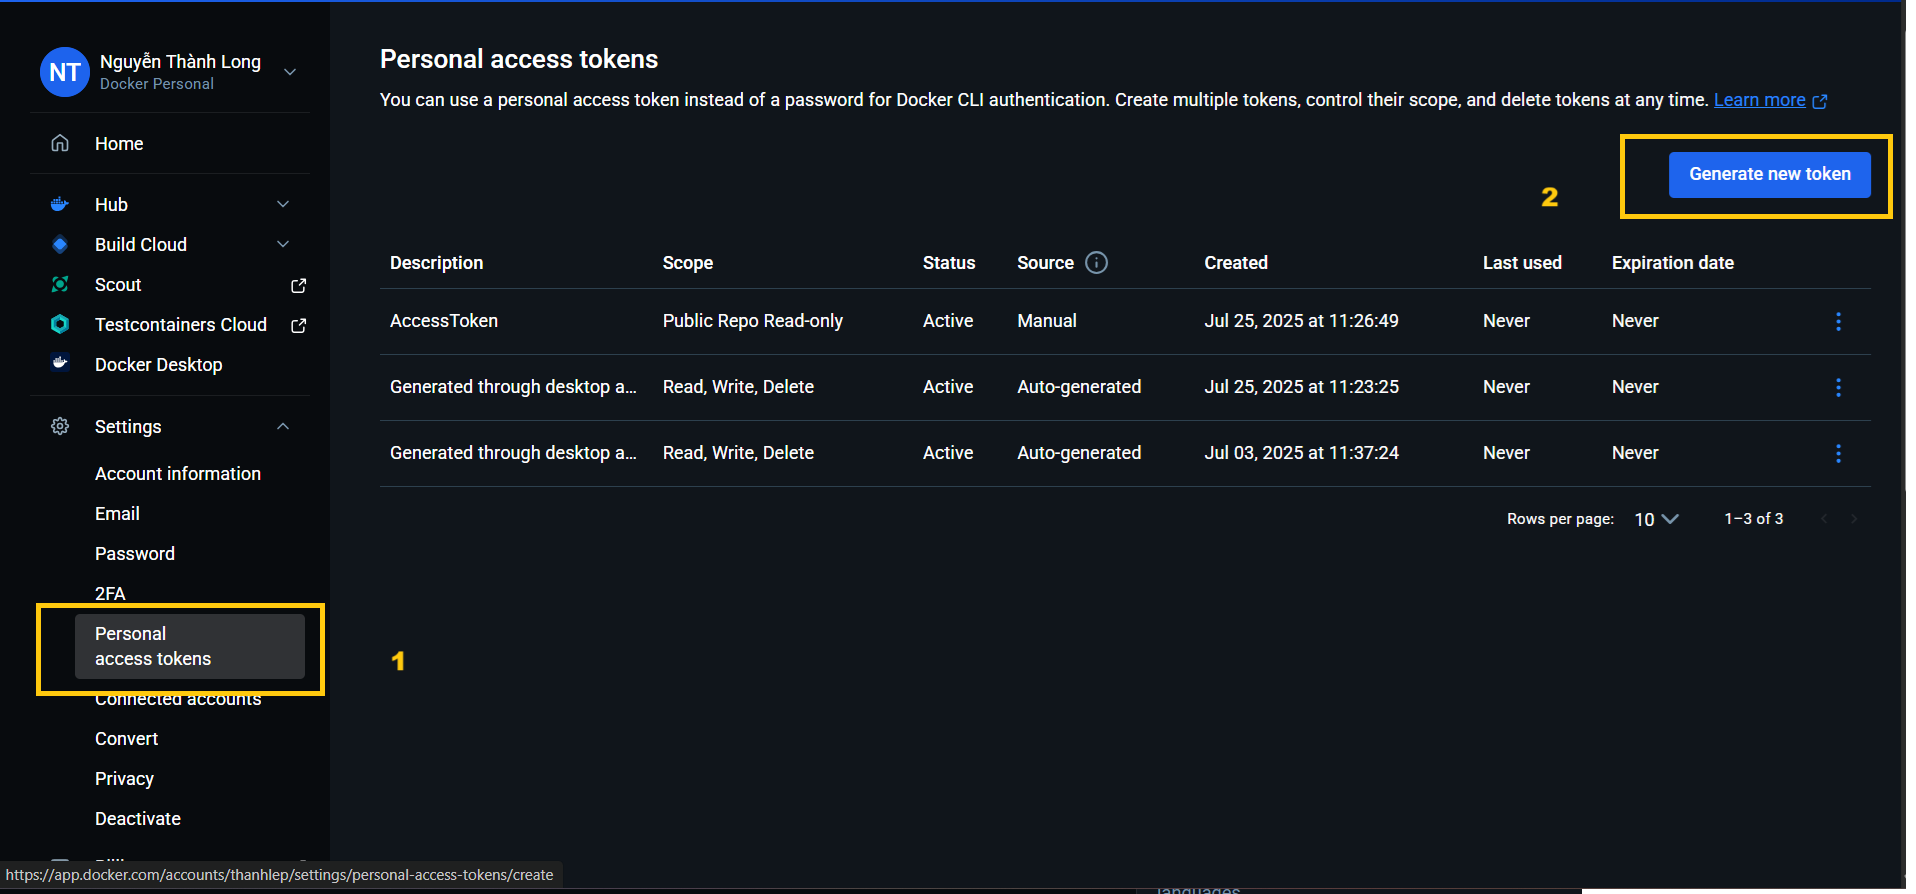 NT
Nguyễn Thành Long
Docker Personal
Home
Hub
Build Cloud
Scout
Testcontainers Cloud
Docker Desktop
Settings
Account information
Email
Password
2FA
Personal
access tokens
Connected accounts
Convert
Privacy
Deactivate
https://app.docker.com/accounts/thanhlep/settings/personal-access-tokens/create
1
Personal access tokens
You can use a personal access token instead of a password for Docker CLI authentication. Create multiple tokens, control their scope, and delete tokens at any time. Learn more
2
Generate new token
Description Scope Status Source Created Last used Expiration date
AccessToken Public Repo Read-only Active Manual Jul 25, 2025 at 11:26:49 Never Never
Generated through desktop a... Read, Write, Delete Active Auto-generated Jul 25, 2025 at 11:23:25 Never Never
Generated through desktop a... Read, Write, Delete Active Auto-generated Jul 03, 2025 at 11:37:24 Never Never
Rows per page: 10 1–3 of 3
languages